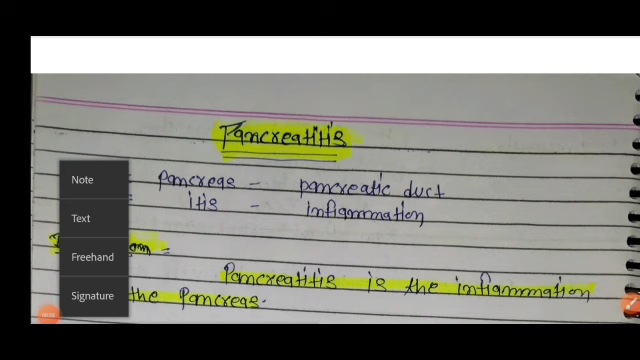 Pancreatitis
Note
Pancreas - pancreatic duct
Text
itis - inflammation
Freehand
Pancreatitis is the inflammation
Signature
the Pancreas.